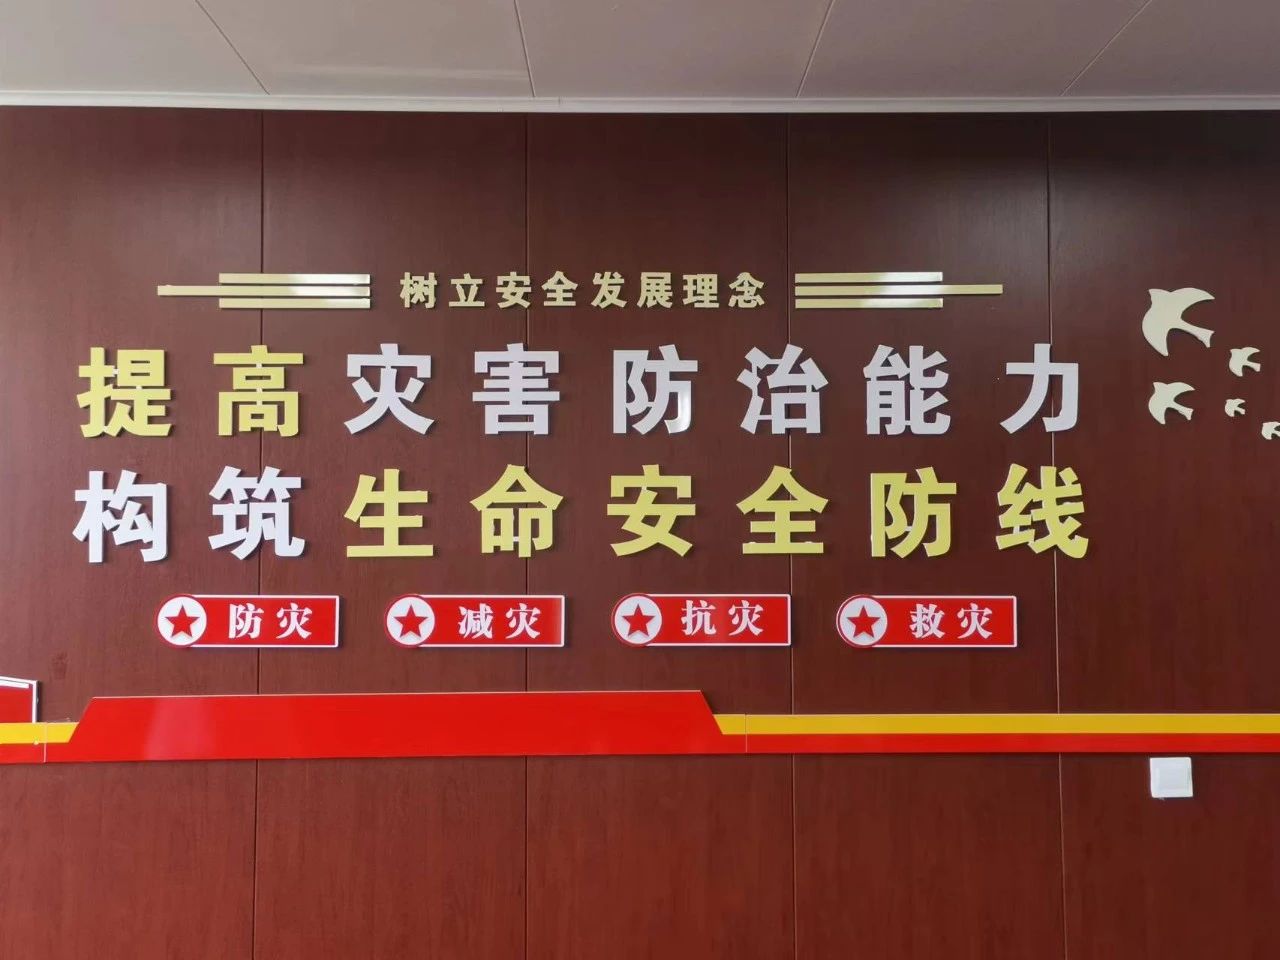 树立安全发展理念
提高灾害防治能力
构筑生命安全防线
防灾 减灾 抗灾 救灾